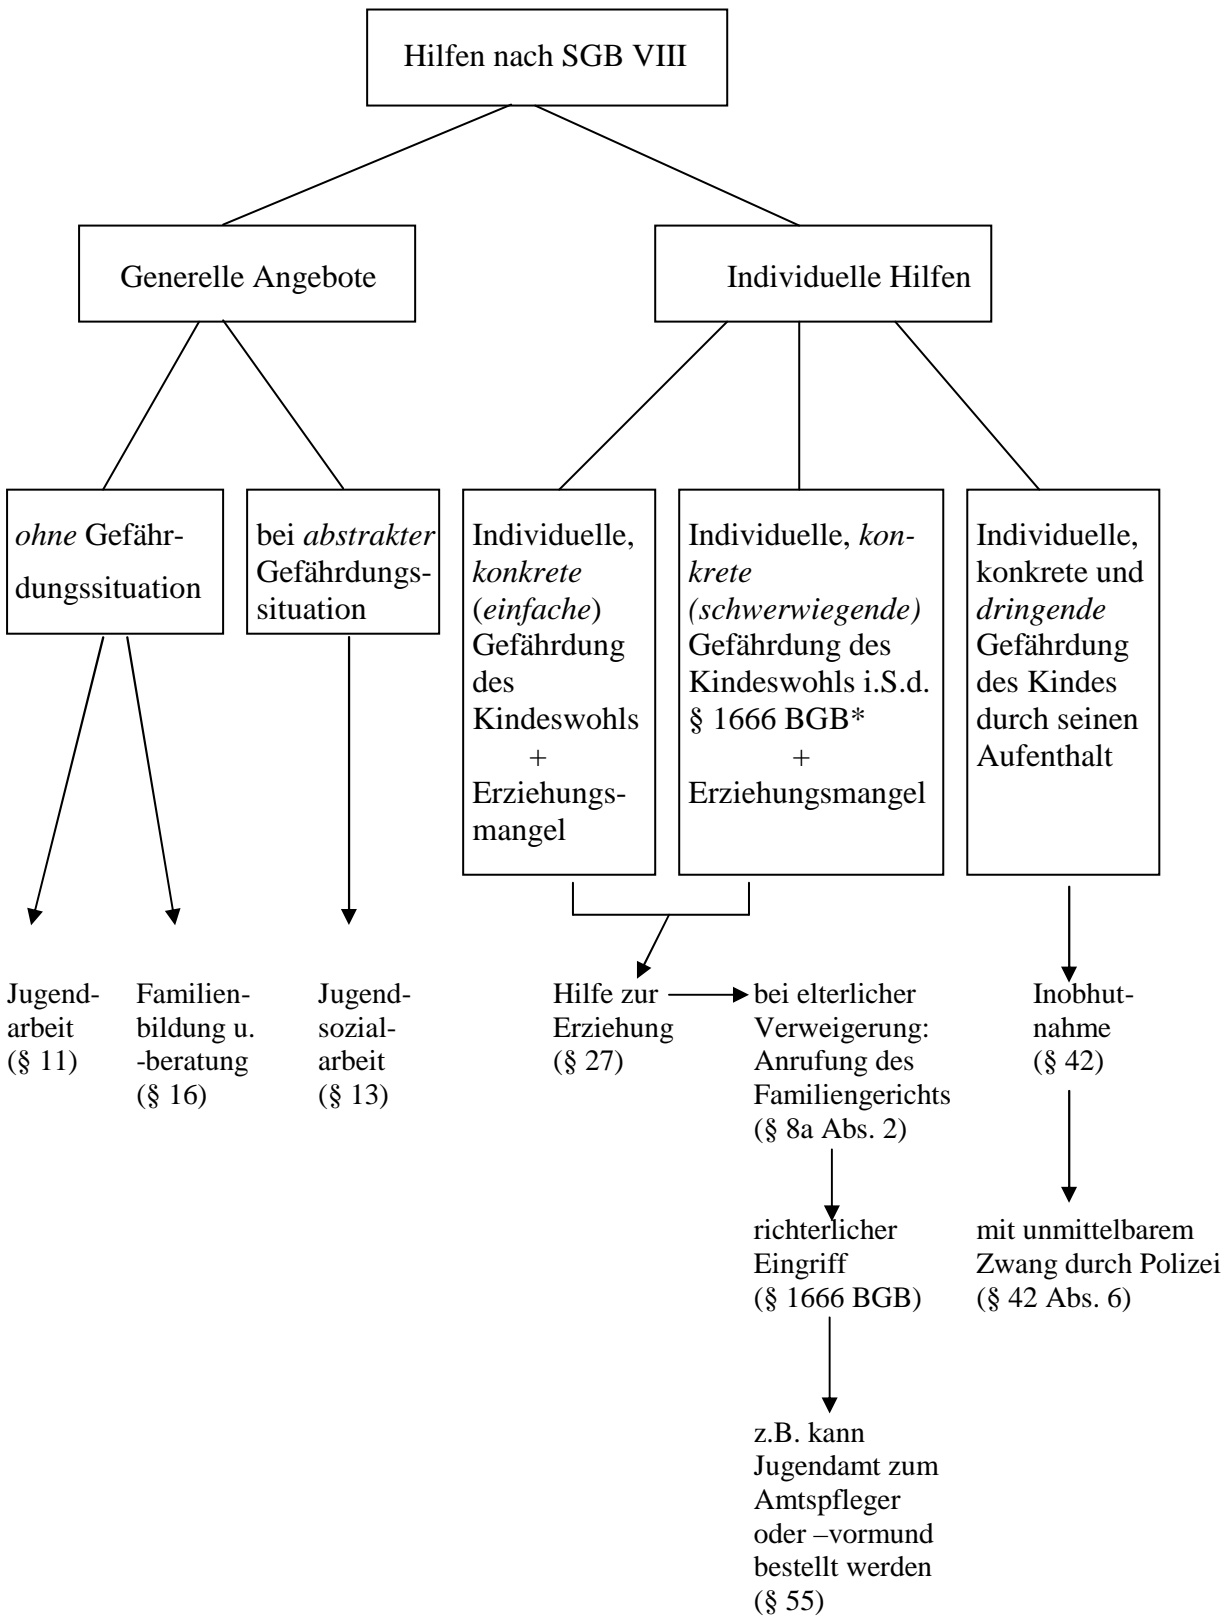 Hilfen nach SGB VIII
Generelle Angebote
Individuelle Hilfen
ohne Gefähr-
dungssituation
bei abstrakter
Gefährdungs-
situation
Individuelle,
konkrete
(einfache)
Gefährdung
des
Kindeswohls
+
Erziehungs-
mangel
Individuelle, kon-
krete
(schwerwiegende)
Gefährdung des
Kindeswohls i.S.d.
§ 1666 BGB*
+
Erziehungsmangel
Individuelle,
konkrete und
dringende
Gefährdung
des Kindes
durch seinen
Aufenthalt
Jugend-
arbeit
(§ 11)
Familien-
bildung u.
-beratung
(§ 16)
Jugend-
sozial-
arbeit
(§ 13)
Hilfe zur
Erziehung
(§ 27)
bei elterlicher
Verweigerung:
Anrufung des
Familiengerichts
(§ 8a Abs. 2)
Inobhut-
nahme
(§ 42)
richterlicher
Eingriff
(§ 1666 BGB)
mit unmittelbarem
Zwang durch Polizei
(§ 42 Abs. 6)
z.B. kann
Jugendamt zum
Amtspfleger
oder –vormund
bestellt werden
(§ 55)